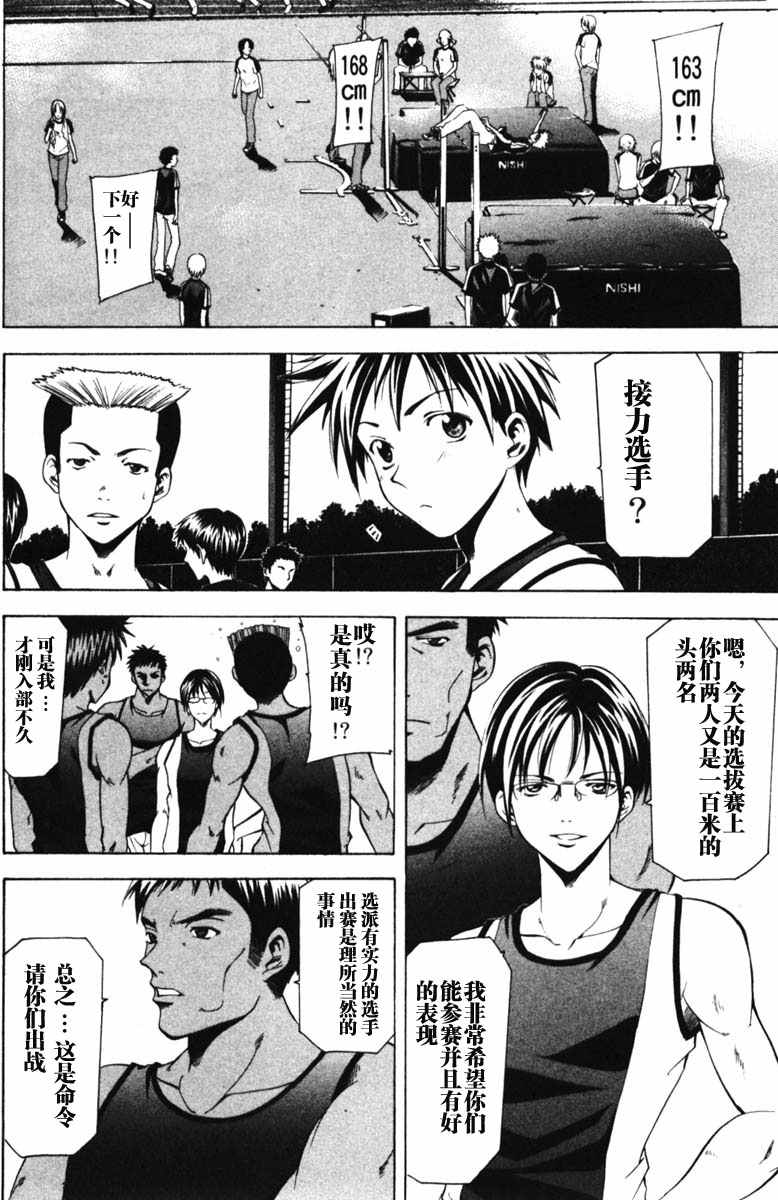 163cm!!
168cm!!
好——
下一个!!
NISHI
NISHI
接力选手?
嗯，今天的选拔赛上
你们两人又是一百米的
头两名
我非常希望你们
能参赛并且有好
的表现
哎!?
是真的吗!?
可是我…
才刚入部不久
选派有实力的选手
出赛是理所当然的
事情
总之…这是命令
请你们出战